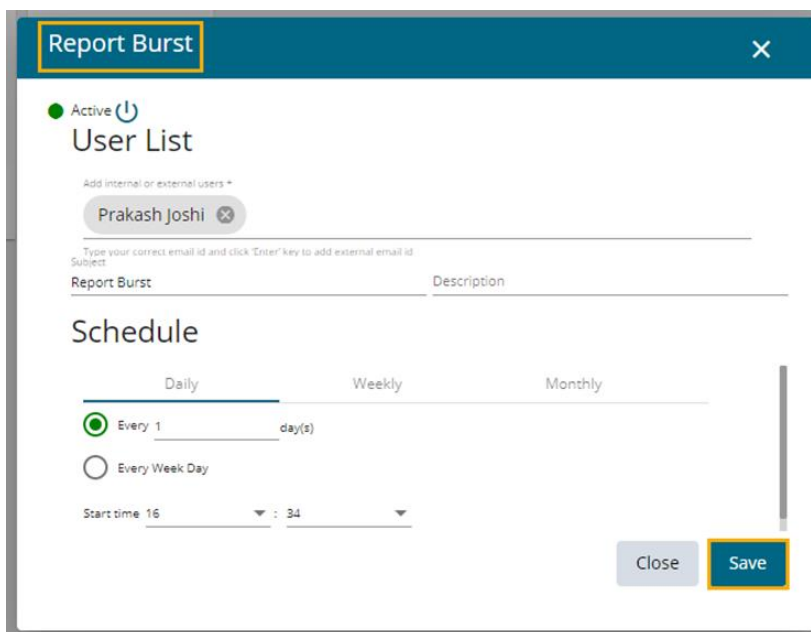 Report Burst
Active
User List
Add internal or external users *
Prakash Joshi
Type your correct email id and click 'Enter' key to add external email id
Subject
Report Burst
Description
Schedule
Daily Weekly Monthly
Every 1 day(s)
Every Week Day
Start time 16 : 34
Close Save